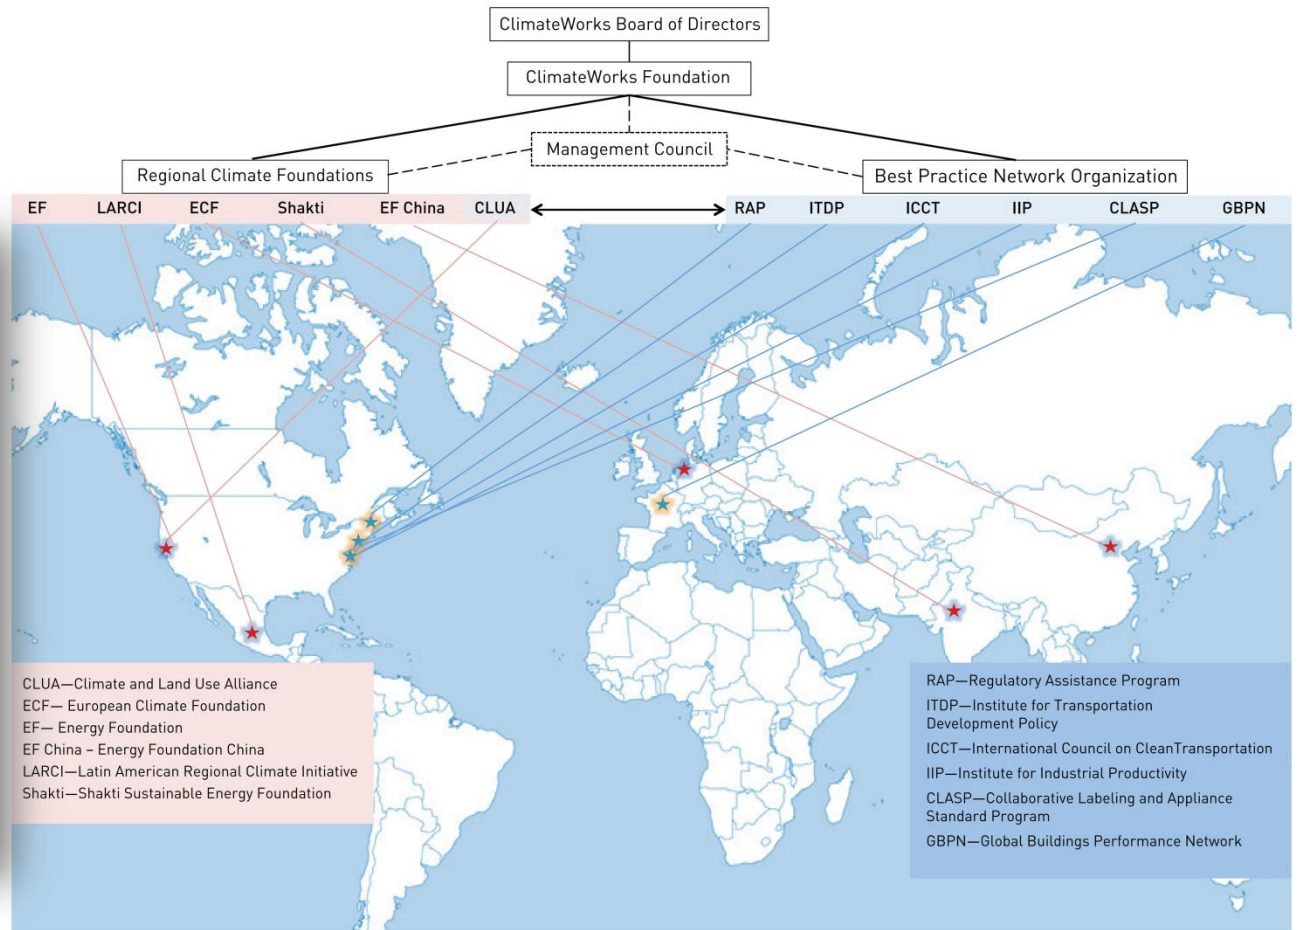 ClimateWorks Board of Directors
ClimateWorks Foundation
Management Council
Regional Climate Foundations
Best Practice Network Organization
EF LARCI ECF Shakti EF China CLUA
RAP ITDP ICCT IIP CLASP GBPN
CLUA—Climate and Land Use Alliance
ECF— European Climate Foundation
EF— Energy Foundation
EF China – Energy Foundation China
LARCI—Latin American Regional Climate Initiative
Shakti—Shakti Sustainable Energy Foundation
RAP—Regulatory Assistance Program
ITDP—Institute for Transportation
Development Policy
ICCT—International Council on CleanTransportation
IIP—Institute for Industrial Productivity
CLASP—Collaborative Labeling and Appliance
Standard Program
GBPN—Global Buildings Performance Network